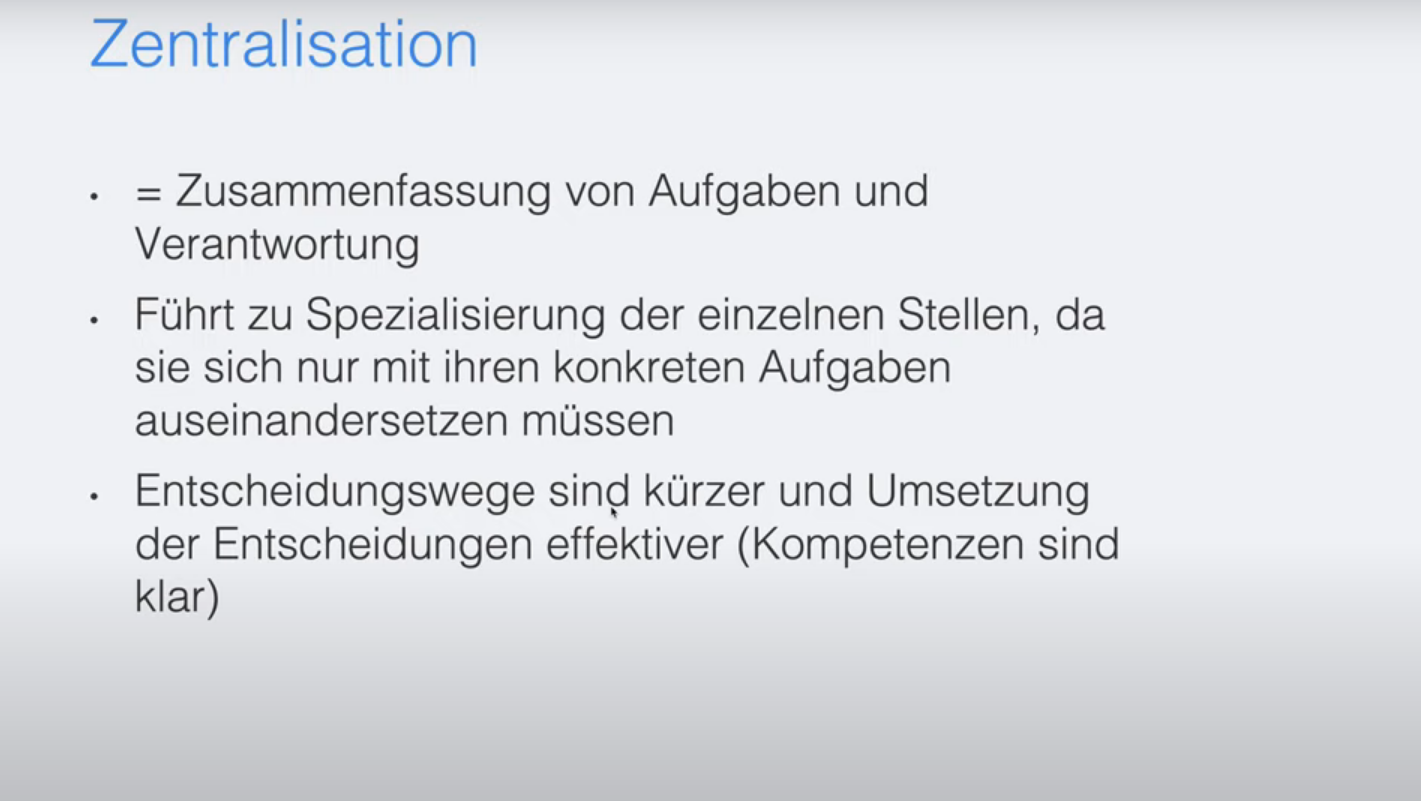 Zentralisation
• = Zusammenfassung von Aufgaben und
Verantwortung
• Führt zu Spezialisierung der einzelnen Stellen, da
sie sich nur mit ihren konkreten Aufgaben
auseinandersetzen müssen
• Entscheidungswege sind kürzer und Umsetzung
der Entscheidungen effektiver (Kompetenzen sind
klar)